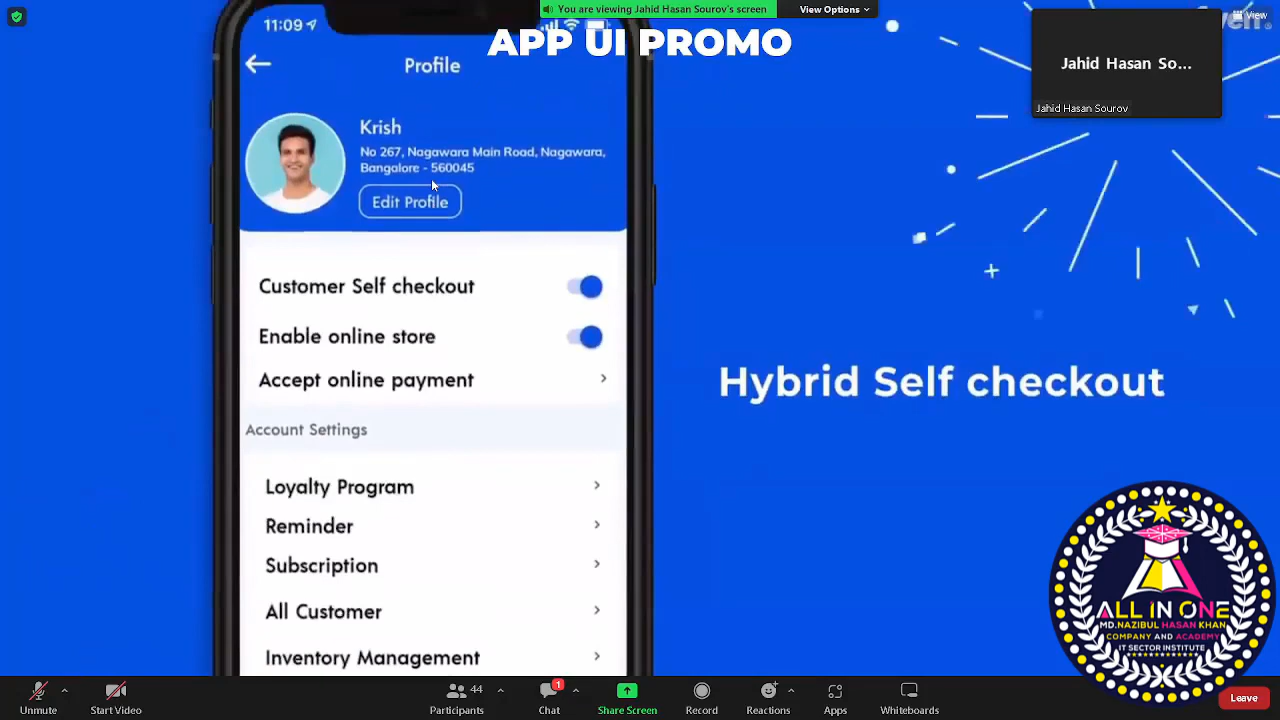 You are viewing Jahid Hasan Sourov's screen
View Options
View
11:09
APP UI PROMO
Jahid Hasan So...
Jahid Hasan Sourov
Profile
Krish
No 267, Nagawara Main Road, Nagawara,
Bangalore - 560045
Edit Profile
Customer Self checkout
Enable online store
Accept online payment
Hybrid Self checkout
Account Settings
Loyalty Program
Reminder
Subscription
All Customer
Inventory Management
ALL IN ONE
MD.NAZIBUL HASAN KHAN
COMPANY AND ACADEMY
IT SECTOR INSTITUTE
Unmute
Start Video
44
Participants
1
Chat
Share Screen
Record
Reactions
Apps
Whiteboards
Leave